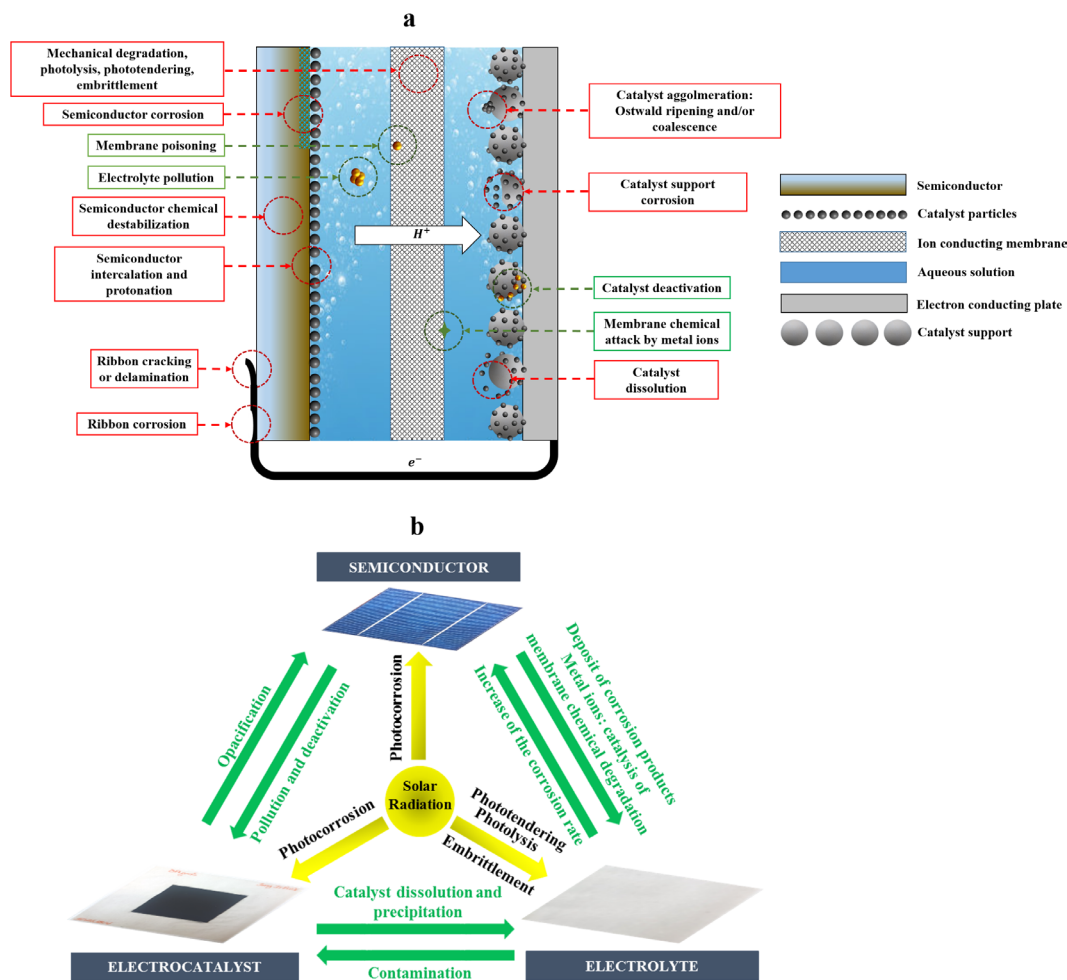 a
Mechanical degradation,
photolysis, phototendering,
embrittlement
Semiconductor corrosion
Membrane poisoning
Electrolyte pollution
Semiconductor chemical
destabilization
Semiconductor
intercalation and
protonation
Ribbon cracking
or delamination
Ribbon corrosion
H+
e−
Catalyst aggolmeration:
Ostwald ripening and/or
coalescence
Catalyst support
corrosion
Catalyst deactivation
Membrane chemical
attack by metal ions
Catalyst
dissolution
Semiconductor
Catalyst particles
Ion conducting membrane
Aqueous solution
Electron conducting plate
Catalyst support
b
SEMICONDUCTOR
Opacification
Pollution and deactivation
Photocorrosion
Increase of the corrosion rate
Deposit of corrosion products
Metal ions: catalysis of
membrane chemical degradation
Solar
Radiation
Photocorrosion
Phototendering
Photolysis
Embrittlement
Catalyst dissolution and
precipitation
Contamination
ELECTROCATALYST
ELECTROLYTE